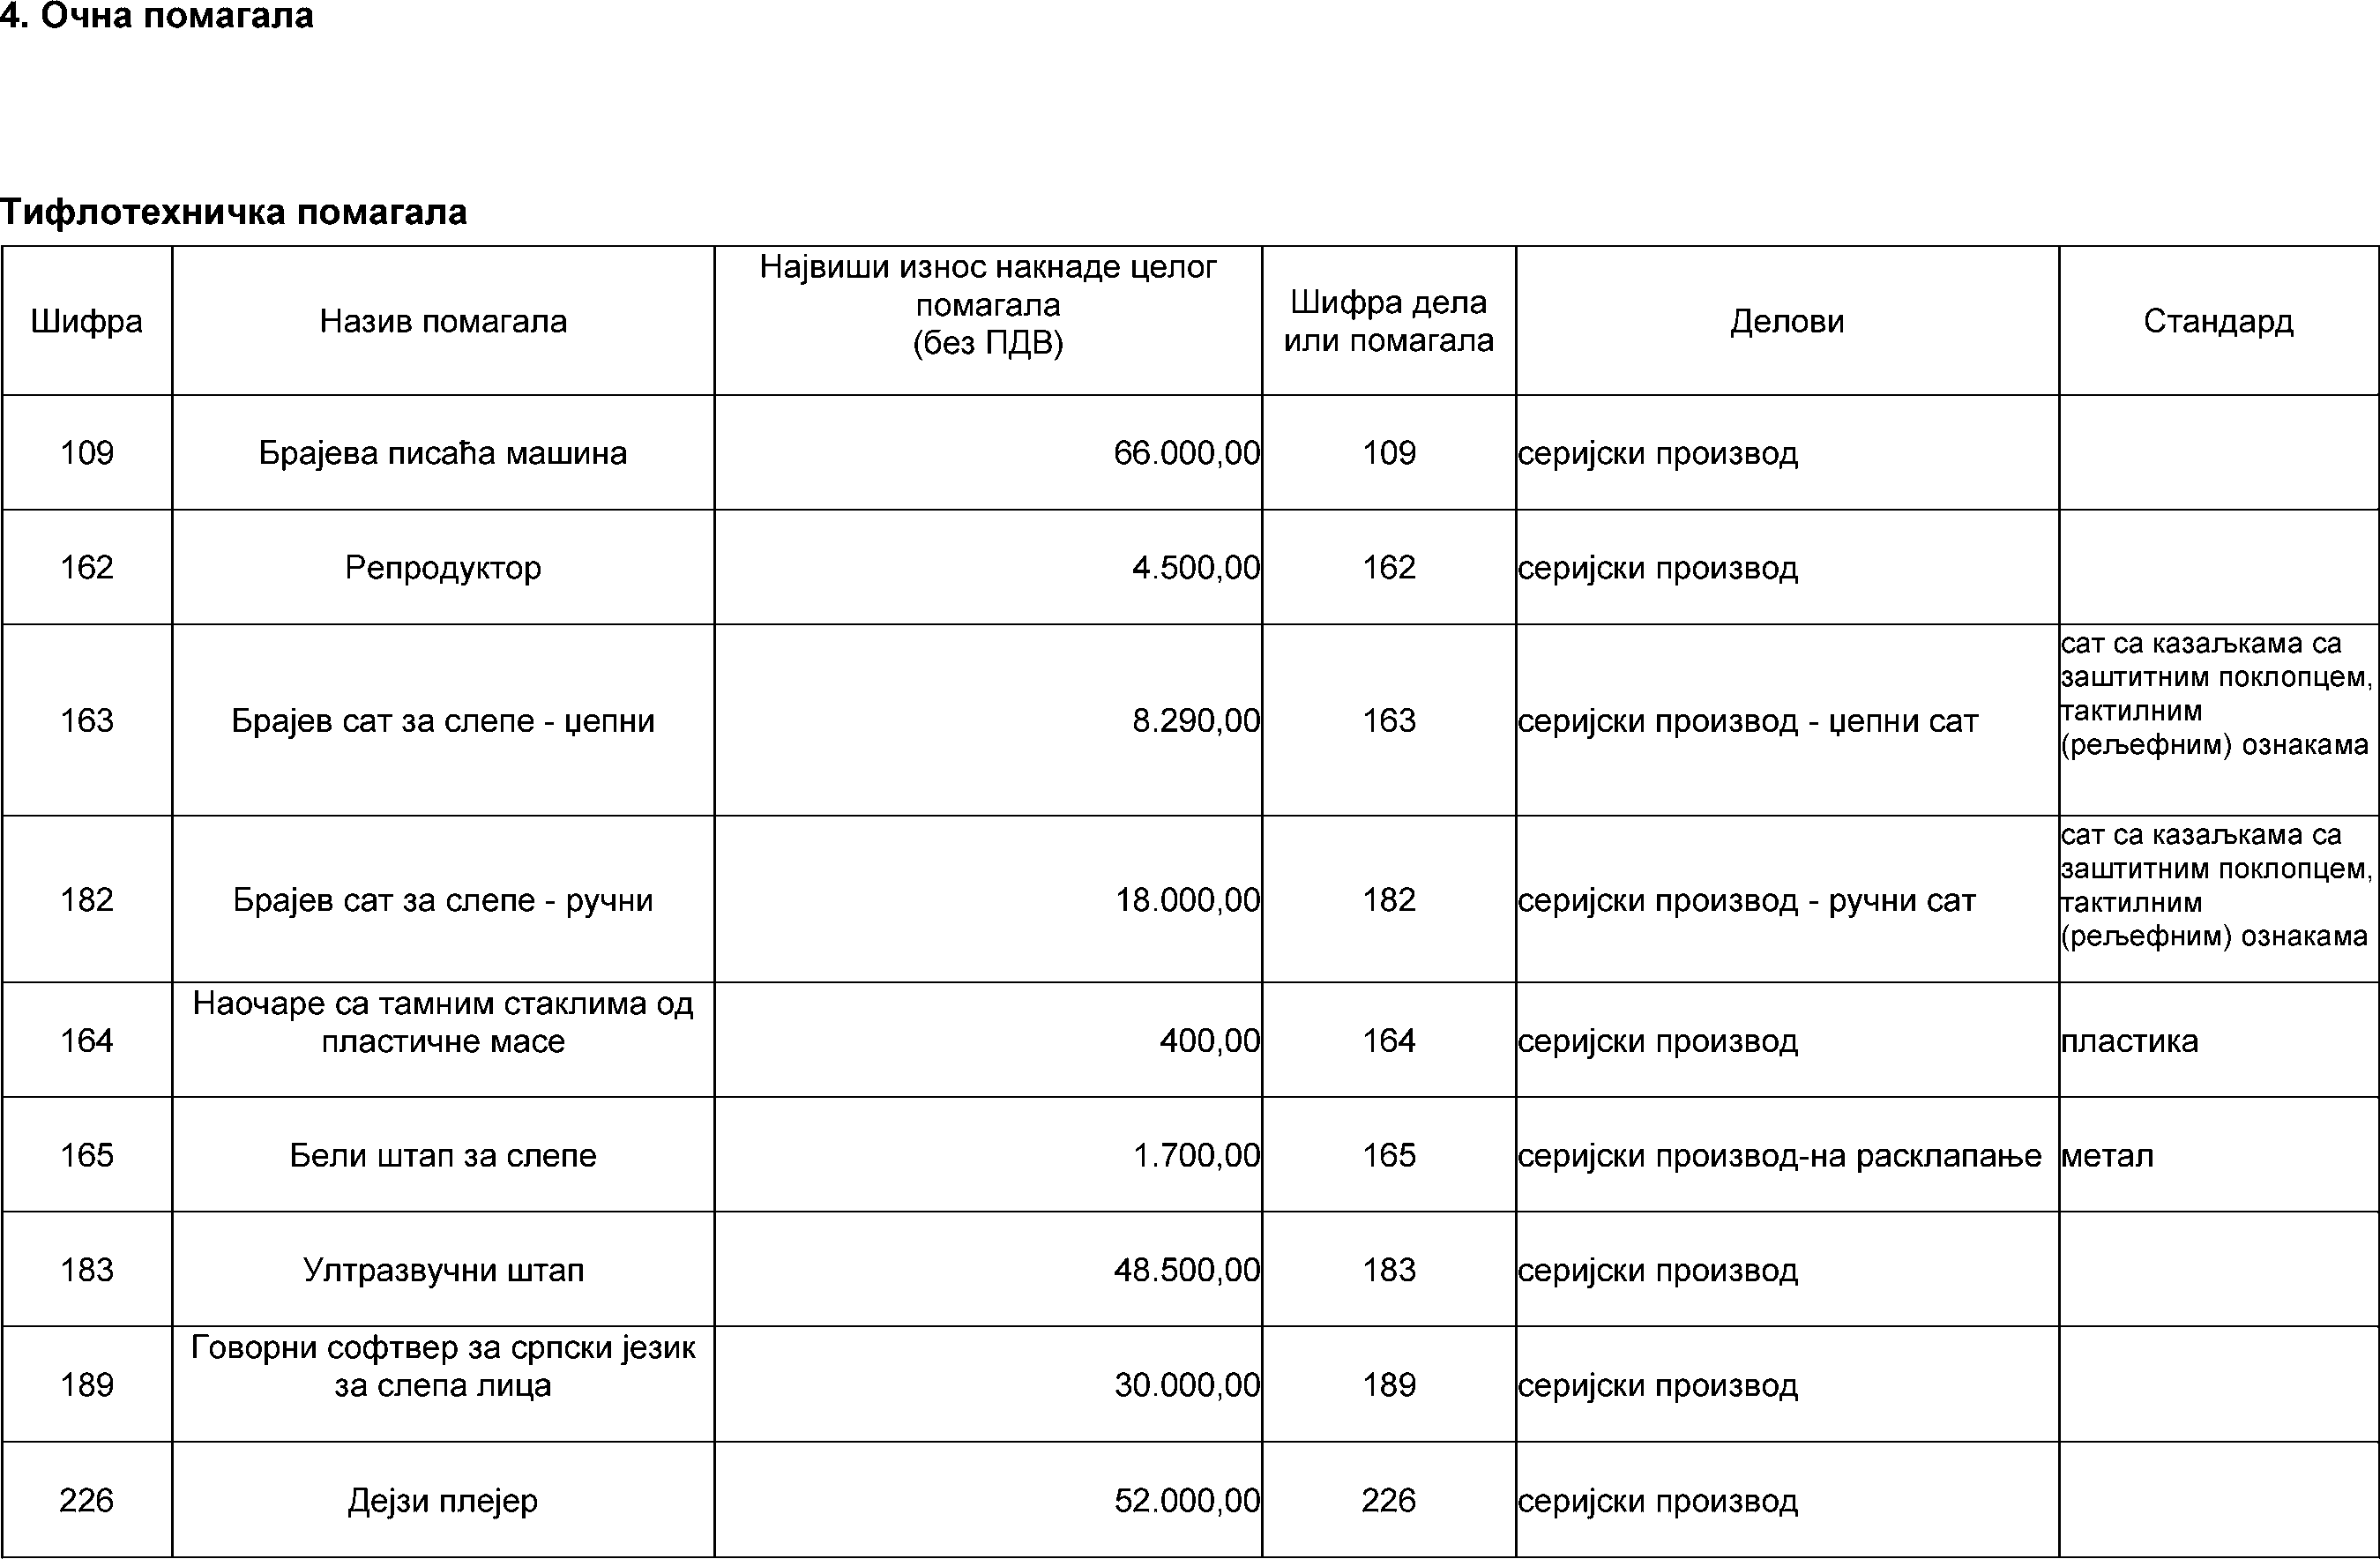 4. Очна помагала
Тифлотехничка помагала
Шифра
Назив помагала
Највиши износ накнаде целог
помагала
(без ПДВ)
Шифра дела
или помагала
Делови
Стандард
109
Брајева писаћа машина
66.000,00
109
серијски производ
162
Репродуктор
4.500,00
162
серијски производ
163
Брајев сат за слепе - џепни
8.290,00
163
серијски производ - џепни сат
сат са казаљкама са
заштитним поклопцем,
тактилним
(рељефним) ознакама
182
Брајев сат за слепе - ручни
18.000,00
182
серијски производ - ручни сат
сат са казаљкама са
заштитним поклопцем,
тактилним
(рељефним) ознакама
164
Наочаре са тамним стаклима од
пластичне масе
400,00
164
серијски производ
пластика
165
Бели штап за слепе
1.700,00
165
серијски производ-на расклапање
метал
183
Ултразвучни штап
48.500,00
183
серијски производ
189
Говорни софтвер за српски језик
за слепа лица
30.000,00
189
серијски производ
226
Дејзи плејер
52.000,00
226
серијски производ